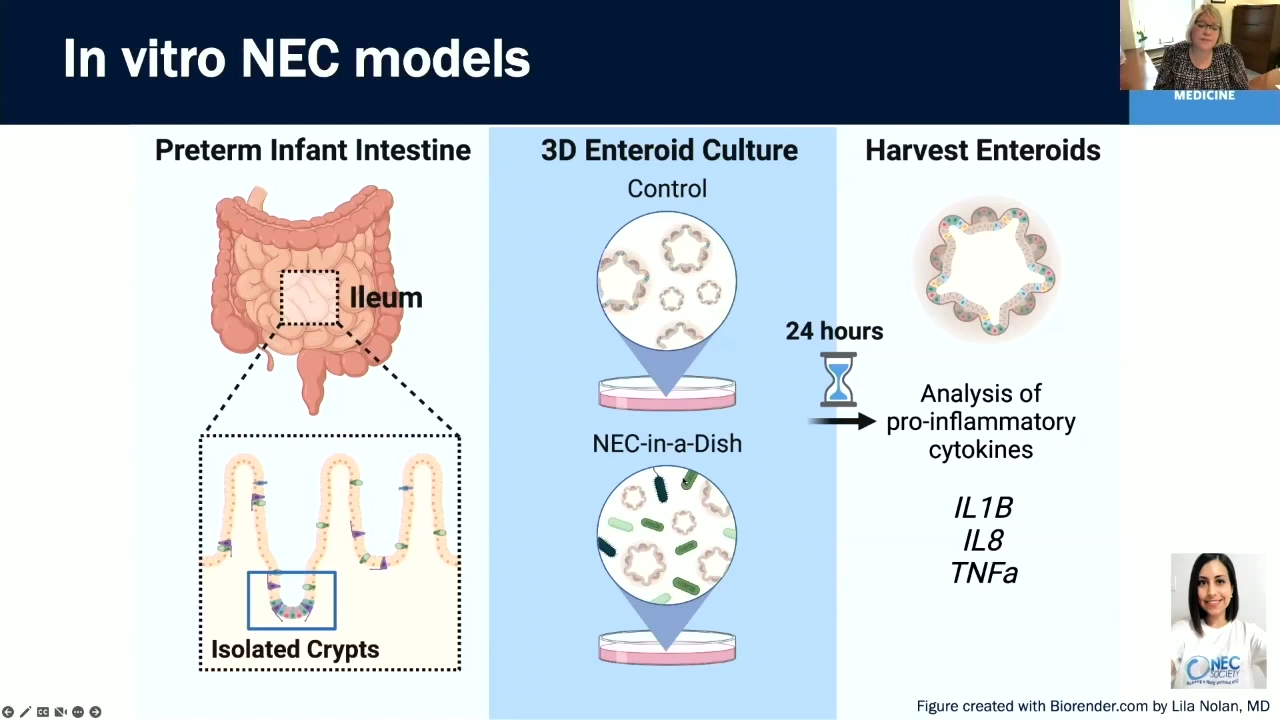 In vitro NEC models
MEDICINE
Preterm Infant Intestine
Ileum
Isolated Crypts
3D Enteroid Culture
Control
NEC-in-a-Dish
24 hours
Harvest Enteroids
Analysis of
pro-inflammatory
cytokines
IL1B
IL8
TNFa
NEC
SOCIETY
Figure created with Biorender.com by Lila Nolan, MD